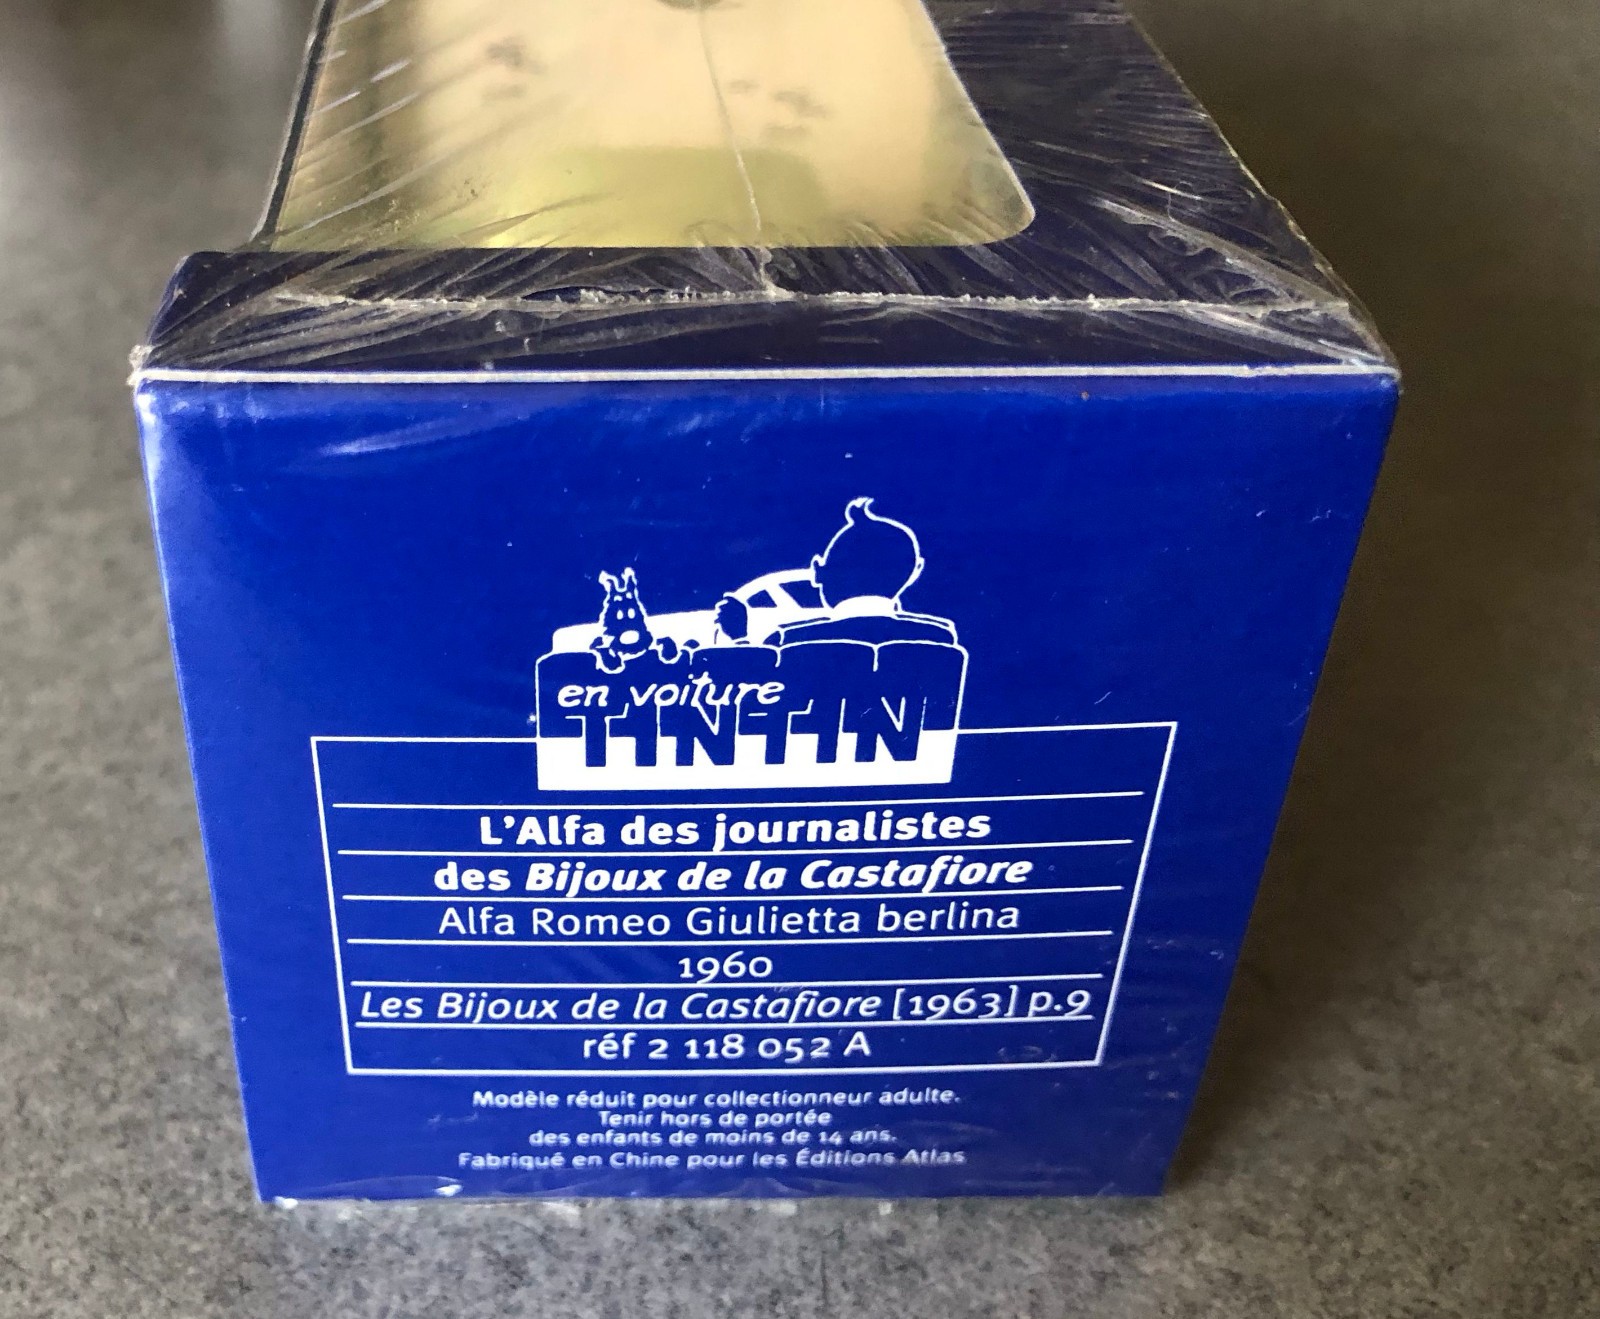 en voiture
TINTIN
L'Alfa des journalistes
des Bijoux de la Castafiore
Alfa Romeo Giulietta berlina
1960
Les Bijoux de la Castafiore [1963] p.9
réf 2 118 052 A
Modèle réduit pour collectionneur adulte.
Tenir hors de portée
des enfants de moins de 14 ans.
Fabriqué en Chine pour les Éditions Atlas